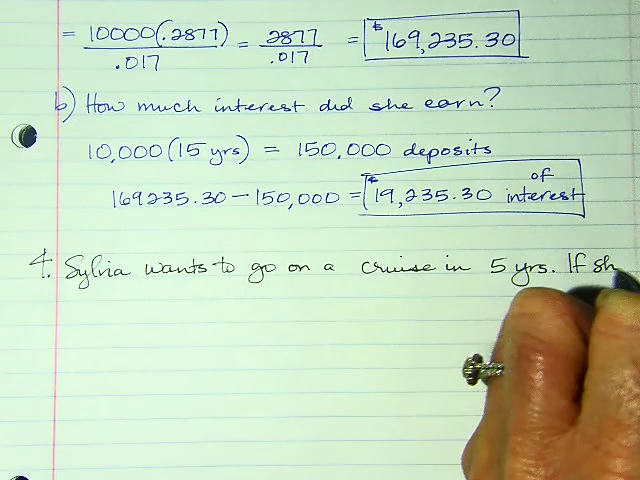 = 10000(.2877) / .017 = 2877 / .017 = $169,235.30
b) How much interest did she earn?
10,000(15 yrs) = 150,000 deposits
169235.30 - 150,000 = $19,235.30 of interest
4. Sylvia wants to go on a cruise in 5 yrs. If sh